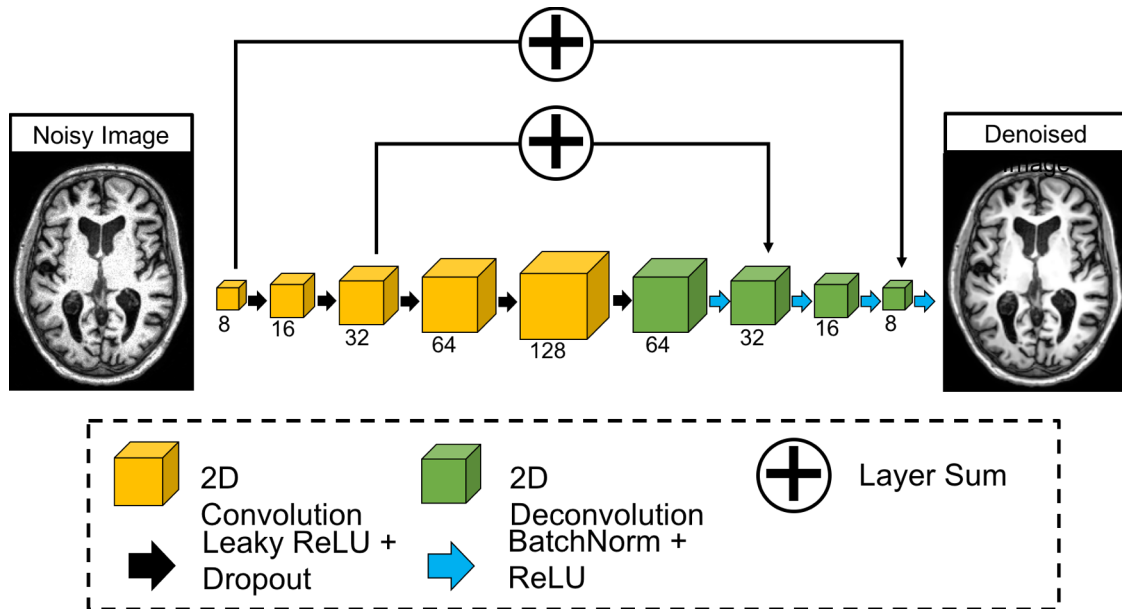 Noisy Image
Denoised
Image
8
16
32
64
128
64
32
16
8
2D
Convolution
Leaky ReLU +
Dropout
2D
Deconvolution
BatchNorm +
ReLU
Layer Sum